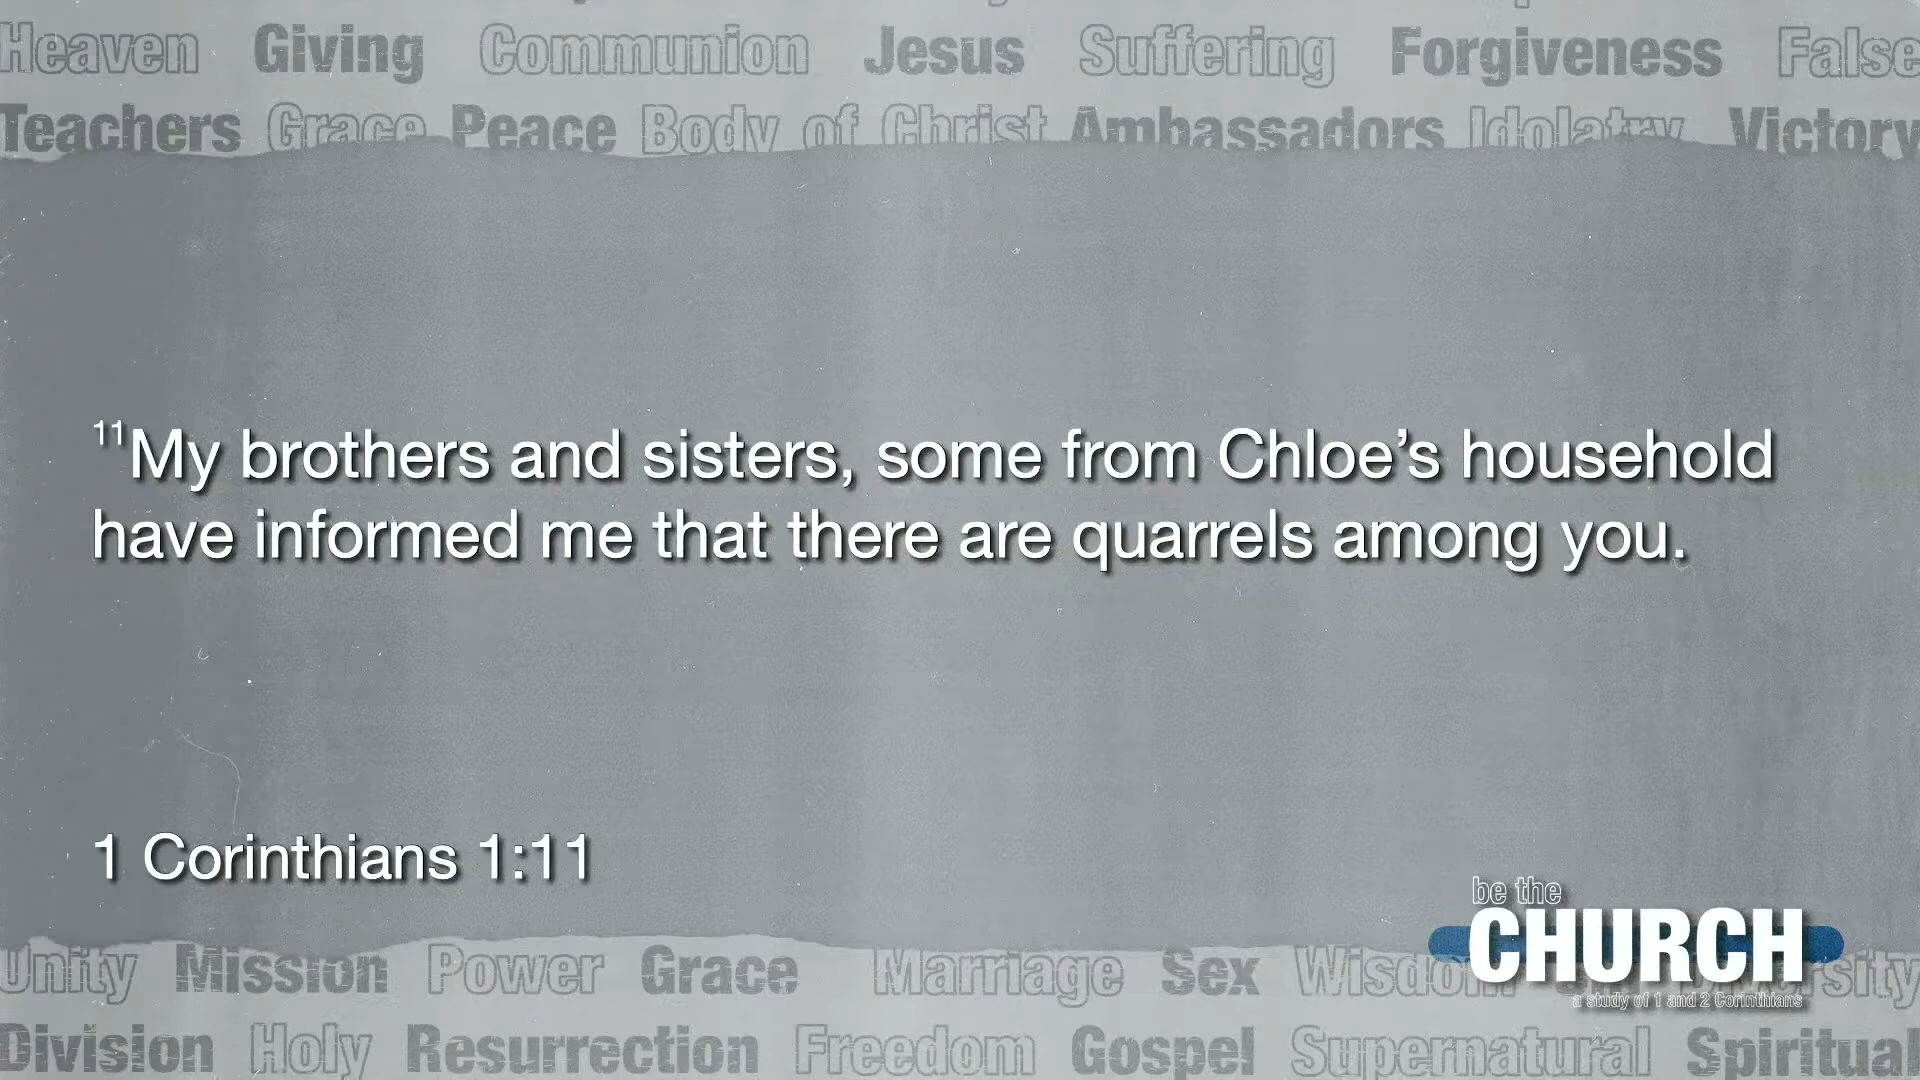 Heaven Giving Communion Jesus Suffering Forgiveness False
Teachers Grace Peace Body of Christ Ambassadors Idolatry Victory
11My brothers and sisters, some from Chloe’s household
have informed me that there are quarrels among you.
1 Corinthians 1:11
be the
CHURCH
a study of 1 and 2 Corinthians
Unity Mission Power Grace Marriage Sex
Division Holy Resurrection Freedom Gospel Supernatural Spiritual